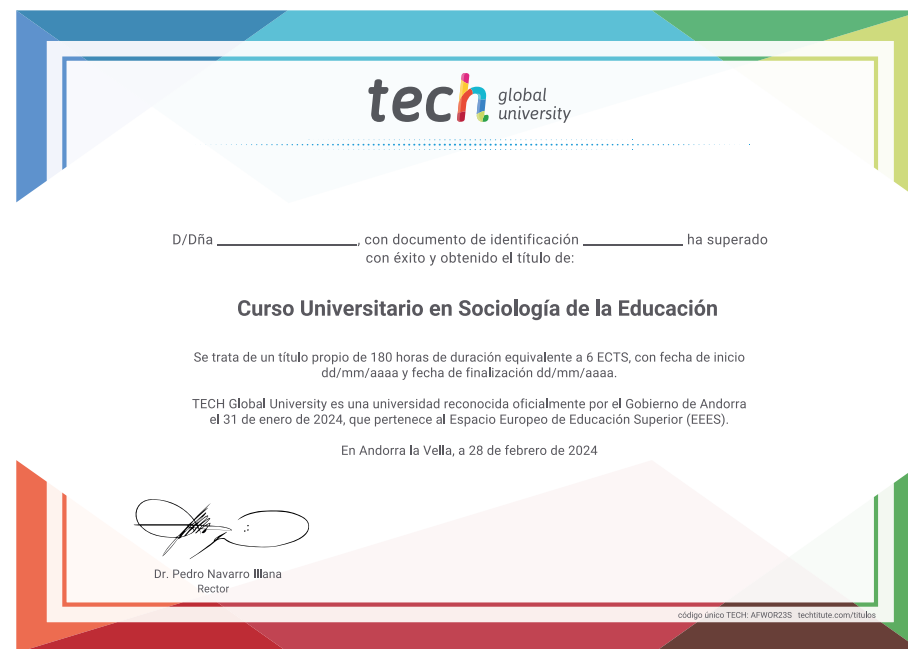 tech global university
D/Dña ____________________, con documento de identificación ______________ ha superado
con éxito y obtenido el título de:
Curso Universitario en Sociología de la Educación
Se trata de un título propio de 180 horas de duración equivalente a 6 ECTS, con fecha de inicio
dd/mm/aaaa y fecha de finalización dd/mm/aaaa.
TECH Global University es una universidad reconocida oficialmente por el Gobierno de Andorra
el 31 de enero de 2024, que pertenece al Espacio Europeo de Educación Superior (EEES).
En Andorra la Vella, a 28 de febrero de 2024
Dr. Pedro Navarro Illana
Rector
código único TECH: AFWOR23S techtitute.com/titulos